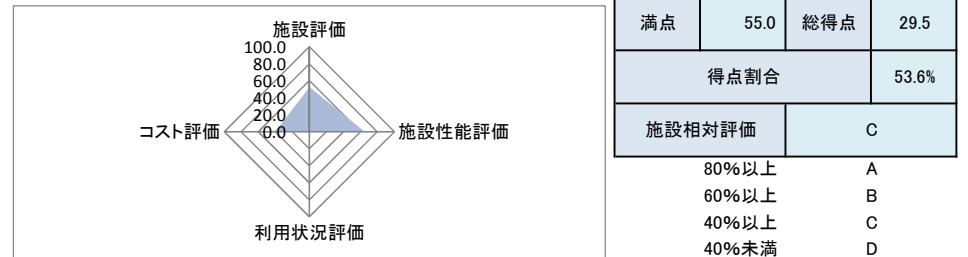 施設評価
100.0
80.0
60.0
40.0
20.0
0.0
コスト評価
施設性能評価
利用状況評価
満点 55.0 総得点 29.5
得点割合 53.6%
施設相対評価 C
80%以上 A
60%以上 B
40%以上 C
40%未満 D